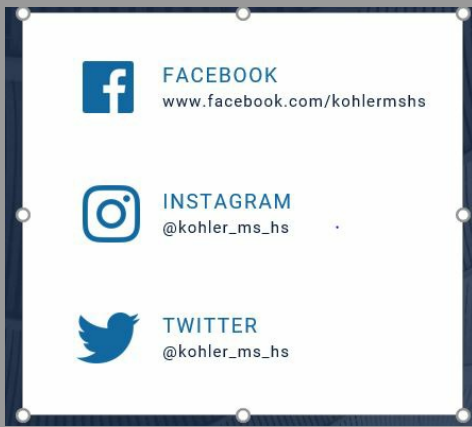 FACEBOOK
www.facebook.com/kohlermshs
INSTAGRAM
@kohler_ms_hs
TWITTER
@kohler_ms_hs